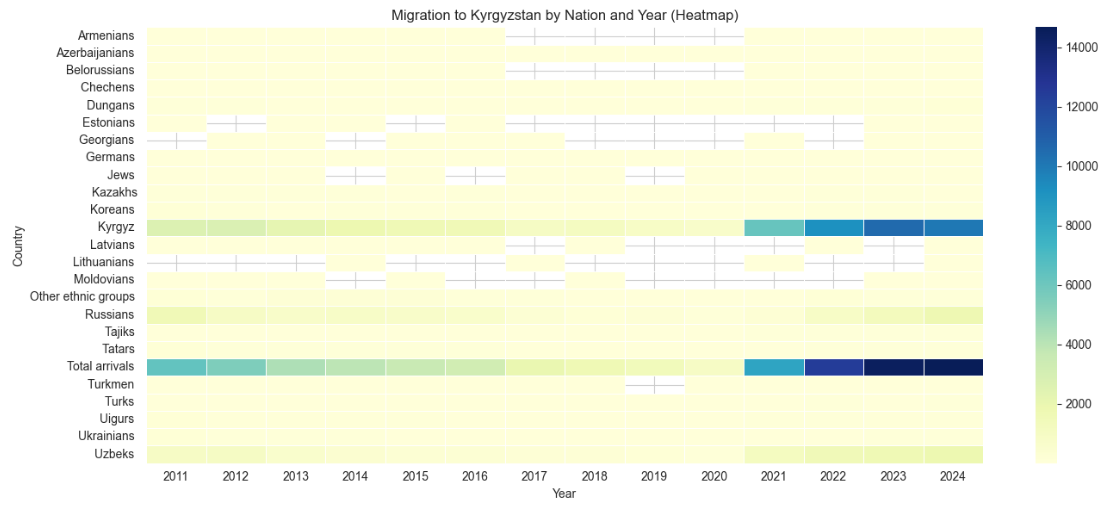 Migration to Kyrgyzstan by Nation and Year (Heatmap)
Armenians
Azerbaijanians
Belorussians
Chechens
Dungans
Estonians
Georgians
Germans
Jews
Kazakhs
Koreans
Kyrgyz
Latvians
Lithuanians
Moldovians
Other ethnic groups
Russians
Tajiks
Tatars
Total arrivals
Turkmen
Turks
Uigurs
Ukrainians
Uzbeks
Country
2011 2012 2013 2014 2015 2016 2017 2018 2019 2020 2021 2022 2023 2024
Year
14000
12000
10000
8000
6000
4000
2000